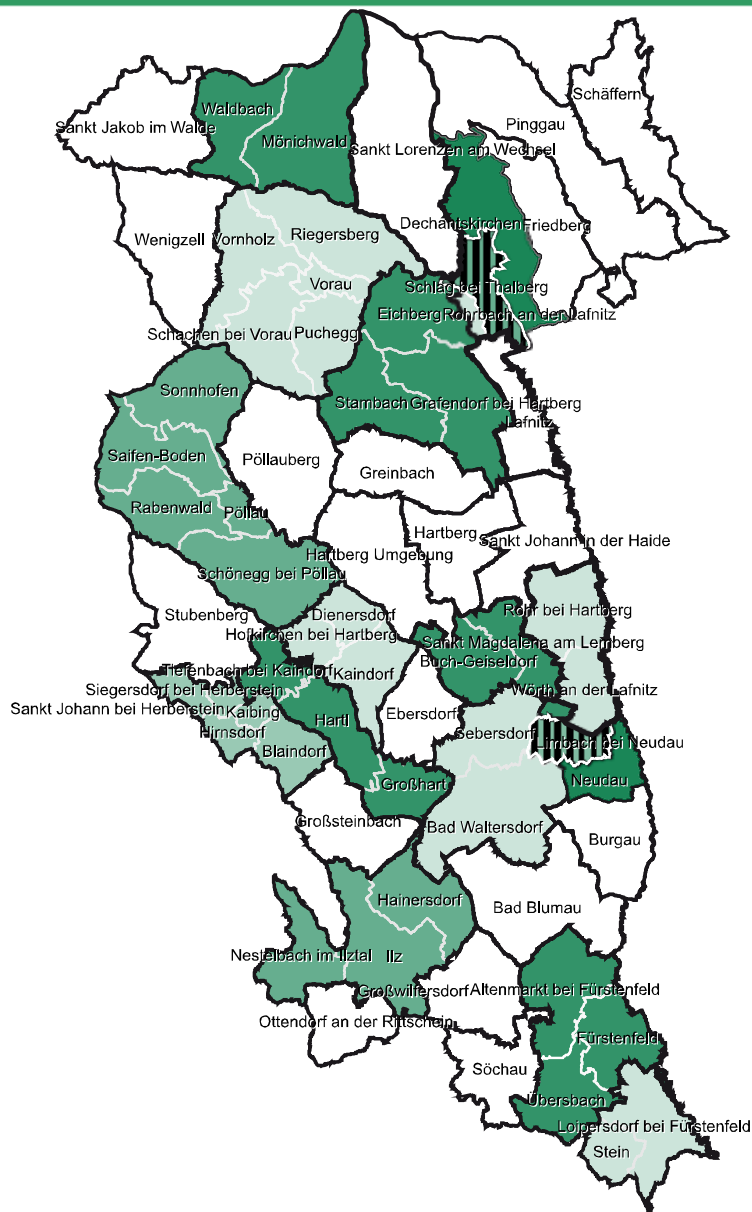 Schäffern
Waldbach
Pinggau
Sankt Jakob im Walde
Mönichwald
Sankt Lorenzen am Wechsel
Dechantskirchen
Friedberg
Riegersberg
Wenigzell
Vornholz
Vorau
Schlag bei Thalberg
Eichberg
Rohrbach an der Lafnitz
Schachen bei Vorau
Puchegg
Sonnhofen
Stambach
Grafendorf bei Hartberg
Lafnitz
Saifen-Boden
Pöllauberg
Greinbach
Rabenwald
Pöllau
Hartberg
Sankt Johann in der Haide
Hartberg Umgebung
Schönegg bei Pöllau
Stubenberg
Dienersdorf
Rohr bei Hartberg
Hofkirchen bei Hartberg
Sankt Magdalena am Lemberg
Buch-Geiseldorf
Tiefenbach bei Kaindorf
Kaindorf
Siegersdorf bei Herberstein
Wörth an der Lafnitz
Sankt Johann bei Herberstein
Kaibing
Hartl
Ebersdorf
Hirnsdorf
Sebersdorf
Limbach bei Neudau
Blaindorf
Neudau
Großhart
Großsteinbach
Bad Waltersdorf
Burgau
Hainersdorf
Bad Blumau
Nestelbach im Ilztal
Ilz
Großwilfersdorf
Altenmarkt bei Fürstenfeld
Ottendorf an der Rittschein
Fürstenfeld
Söchau
Übersbach
Loipersdorf bei Fürstenfeld
Stein